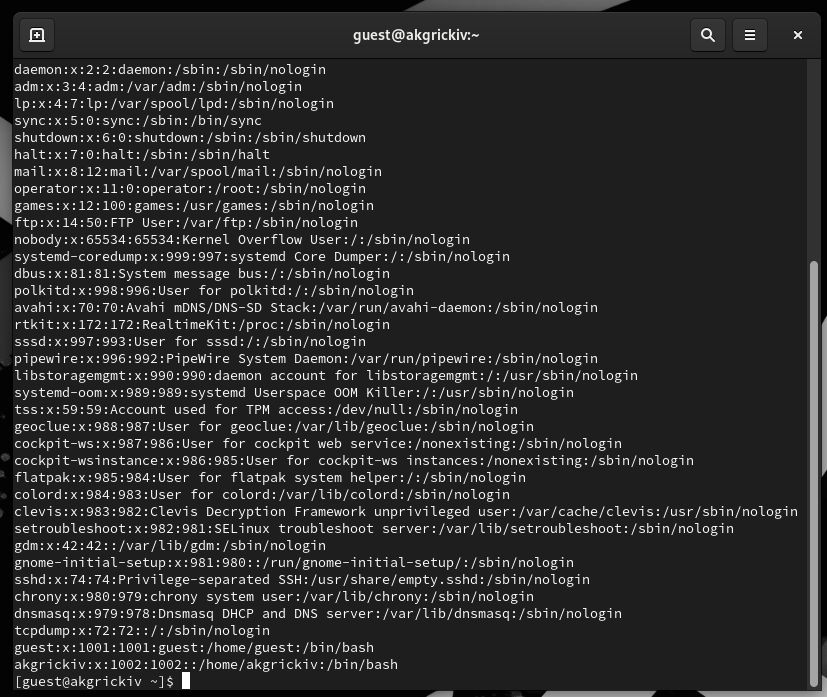 guest@akgrickiv:~
daemon:x:2:2:daemon:/sbin:/sbin/nologin
adm:x:3:4:adm:/var/adm:/sbin/nologin
lp:x:4:7:lp:/var/spool/lpd:/sbin/nologin
sync:x:5:0:sync:/sbin:/bin/sync
shutdown:x:6:0:shutdown:/sbin:/sbin/shutdown
halt:x:7:0:halt:/sbin:/sbin/halt
mail:x:8:12:mail:/var/spool/mail:/sbin/nologin
operator:x:11:0:operator:/root:/sbin/nologin
games:x:12:100:games:/usr/games:/sbin/nologin
ftp:x:14:50:FTP User:/var/ftp:/sbin/nologin
nobody:x:65534:65534:Kernel Overflow User:/:/sbin/nologin
systemd-coredump:x:999:997:systemd Core Dumper:/:/sbin/nologin
dbus:x:81:81:System message bus:/:/sbin/nologin
polkitd:x:998:996:User for polkitd:/:/sbin/nologin
avahi:x:70:70:Avahi mDNS/DNS-SD Stack:/var/run/avahi-daemon:/sbin/nologin
rtkit:x:172:172:RealtimeKit:/proc:/sbin/nologin
sssd:x:997:993:User for sssd:/:/sbin/nologin
pipewire:x:996:992:PipeWire System Daemon:/var/run/pipewire:/sbin/nologin
libstoragemgmt:x:990:990:daemon account for libstoragemgmt:/:/usr/sbin/nologin
systemd-oom:x:989:989:systemd Userspace OOM Killer:/:/usr/sbin/nologin
tss:x:59:59:Account used for TPM access:/dev/null:/sbin/nologin
geoclue:x:988:987:User for geoclue:/var/lib/geoclue:/sbin/nologin
cockpit-ws:x:987:986:User for cockpit web service:/nonexisting:/sbin/nologin
cockpit-wsinstance:x:986:985:User for cockpit-ws instances:/nonexisting:/sbin/nologin
flatpak:x:985:984:User for flatpak system helper:/:/sbin/nologin
colord:x:984:983:User for colord:/var/lib/colord:/sbin/nologin
clevis:x:983:982:Clevis Decryption Framework unprivileged user:/var/cache/clevis:/usr/sbin/nologin
setroubleshoot:x:982:981:SELinux troubleshoot server:/var/lib/setroubleshoot:/sbin/nologin
gdm:x:42:42::/var/lib/gdm:/sbin/nologin
gnome-initial-setup:x:981:980::/run/gnome-initial-setup/:/sbin/nologin
sshd:x:74:74:Privilege-separated SSH:/usr/share/empty.sshd:/sbin/nologin
chrony:x:980:979:chrony system user:/var/lib/chrony:/sbin/nologin
dnsmasq:x:979:978:Dnsmasq DHCP and DNS server:/var/lib/dnsmasq:/sbin/nologin
tcpdump:x:72:72::/:/sbin/nologin
guest:x:1001:1001:guest:/home/guest:/bin/bash
akgrickiv:x:1002:1002::/home/akgrickiv:/bin/bash
[guest@akgrickiv ~]$